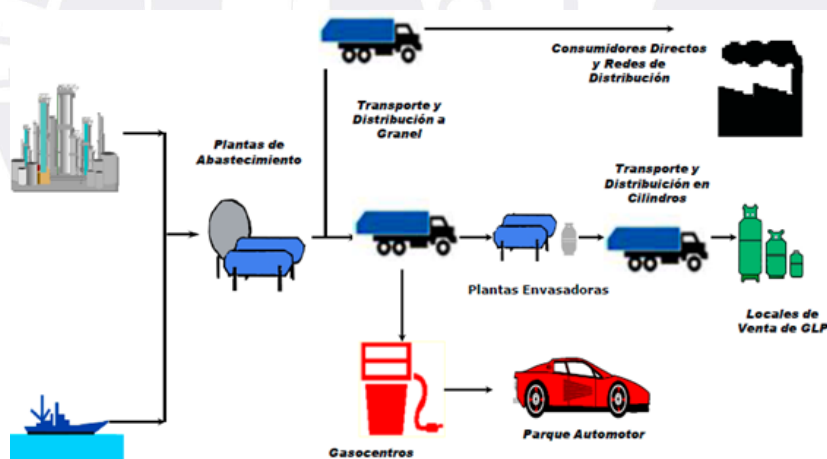 Consumidores Directos
y Redes de
Distribución
Transporte y
Distribución a
Granel
Plantas de
Abastecimiento
Transporte y
Distribuición en
Cilindros
Plantas Envasadoras
Locales de
Venta de GLP
Parque Automotor
Gasocentros